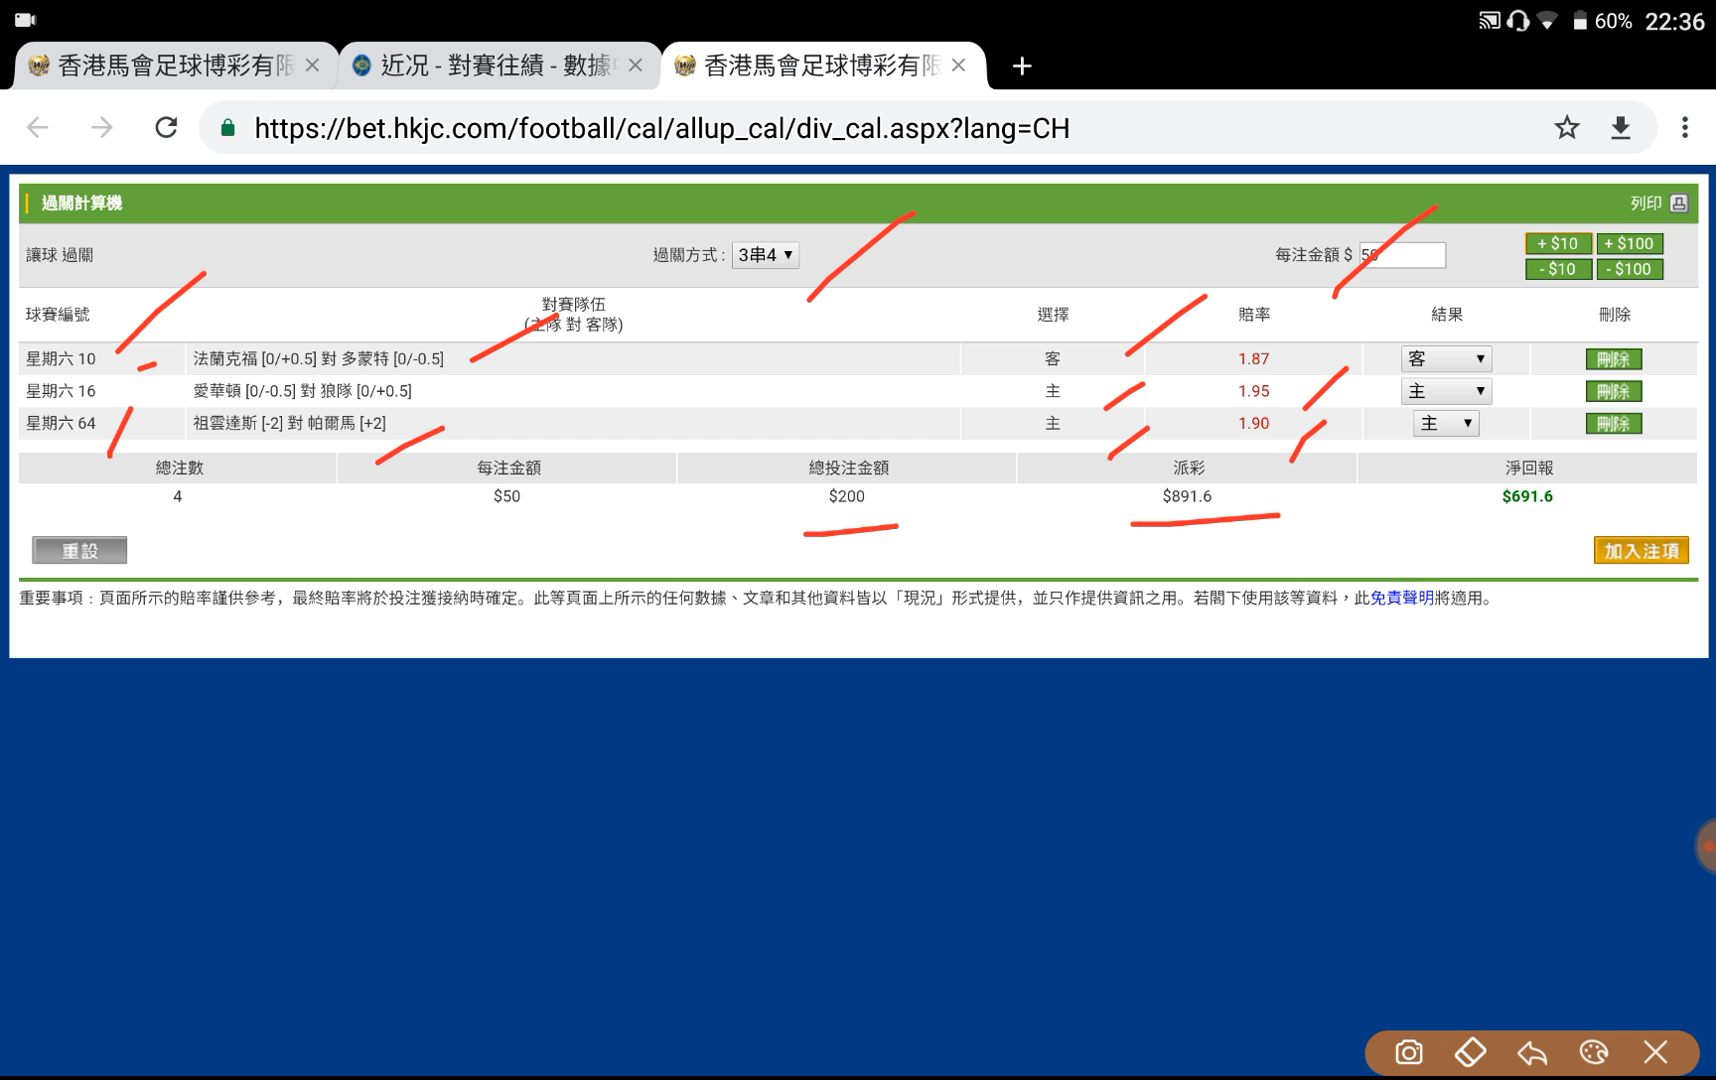 60% 22:36
香港馬會足球博彩有限 近況 - 對賽往績 - 數據 香港馬會足球博彩有限
https://bet.hkjc.com/football/cal/allup_cal/div_cal.aspx?lang=CH
過關計算機 列印
讓球 過關 過關方式 : 3串4 每注金額 $ 50 + $10 + $100
- $10 - $100
球賽編號 對賽隊伍 選擇 賠率 結果 刪除
(主隊 對 客隊)
星期六 10 法蘭克福 [0/+0.5] 對 多蒙特 [0/-0.5] 客 1.87 客 刪除
星期六 16 愛華頓 [0/-0.5] 對 狼隊 [0/+0.5] 主 1.95 主 刪除
星期六 64 祖雲達斯 [-2] 對 帕爾馬 [+2] 主 1.90 主 刪除
總注數 每注金額 總投注金額 派彩 淨回報
4 $50 $200 $891.6 $691.6
重設 加入注項
重要事項 : 頁面所示的賠率謹供參考，最終賠率將於投注獲接納時確定。此等頁面上所示的任何數據、文章和其他資料皆以「現況」形式提供，並只作提供資訊之用。若閣下使用該等資料，此免責聲明將適用。